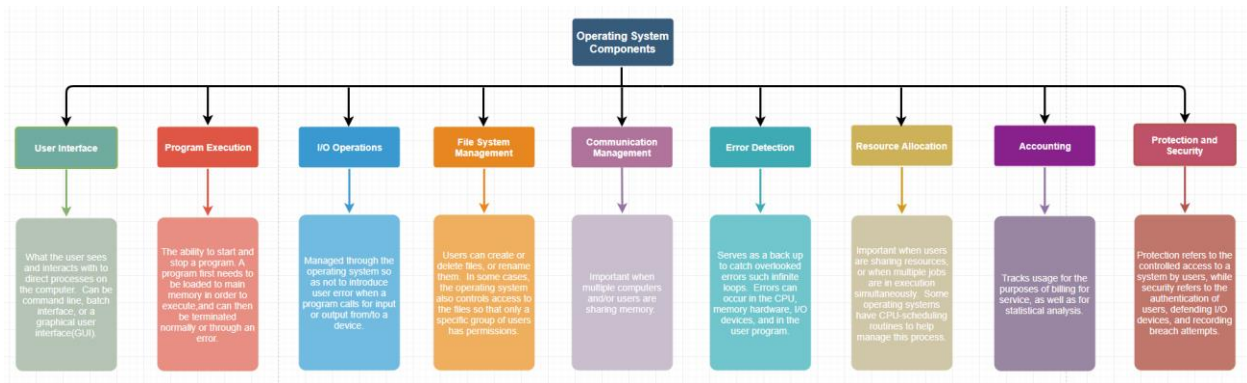 Operating System
Components
User Interface
Program Execution
I/O Operations
File System
Management
Communication
Management
Error Detection
Resource Allocation
Accounting
Protection and
Security
What the user sees
and interacts with to
direct processes on
the computer. Can be
command line, batch
interface, or a
graphical user
interface(GUI).
The ability to start and
stop a program. A
program first needs to
be loaded to main
memory in order to
execute,and can then
be terminated
normally or through an
error.
Managed through the
operating system so
as not to introduce
user error when a
program calls for input
or output from/to a
device.
Users can create or
delete files, or rename
them. In some cases,
the operating system
also controls access to
the files so that only a
specific group of users
has permissions.
Important when
multiple computers
and/or users are
sharing memory.
Serves as a back up
to catch overlooked
errors such infinite
loops. Errors can
occur in the CPU,
memory hardware, I/O
devices, and in the
user program.
Important when users
are sharing resources,
or when multiple jobs
are in execution
simultaneously. Some
operating systems
have CPU-scheduling
routines to help
manage this process.
Tracks usage for the
purposes of billing for
service, as well as for
statistical analysis.
Protection refers to the
controlled access to a
system by users, while
security refers to the
authentication of
users, defending I/O
devices, and recording
breach attempts.